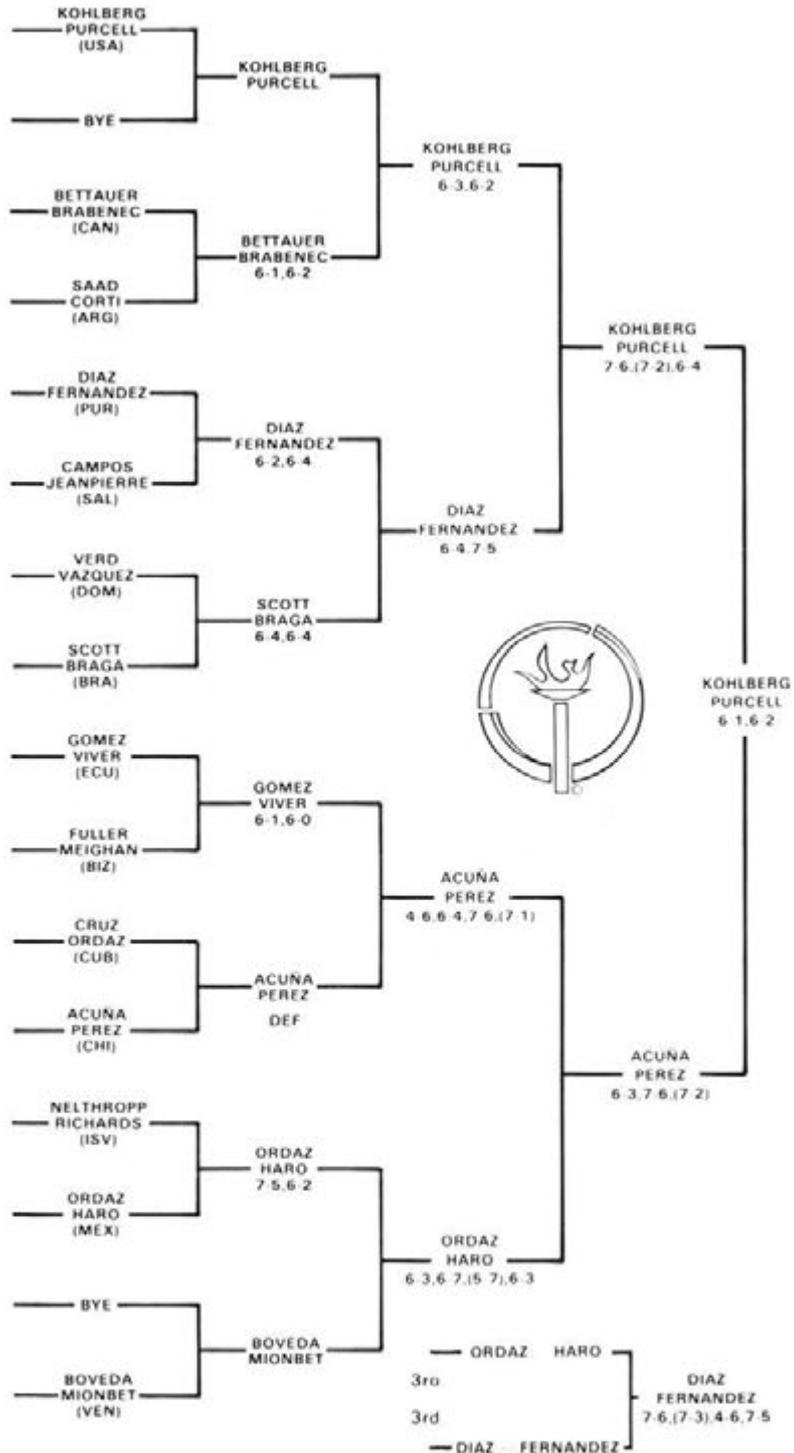 KOHLBERG
PURCELL
(USA)
BYE
BETTAUER
BRABENEC
(CAN)
SAAD
CORTI
(ARG)
DIAZ
FERNANDEZ
(PUR)
CAMPOS
JEANPIERRE
(SAL)
VERD
VAZQUEZ
(DOM)
SCOTT
BRAGA
(BRA)
GOMEZ
VIVER
(ECU)
FULLER
MEIGHAN
(BIZ)
CRUZ
ORDAZ
(CUB)
ACUÑA
PEREZ
(CHI)
NELTHROPP
RICHARDS
(ISV)
ORDAZ
HARO
(MEX)
BYE
BOVEDA
MIONBET
(VEN)
KOHLBERG
PURCELL
BETTAUER
BRABENEC
6-1,6-2
DIAZ
FERNANDEZ
6-2,6-4
SCOTT
BRAGA
6-4,6-4
GOMEZ
VIVER
6-1,6-0
ACUÑA
PEREZ
DEF
ORDAZ
HARO
7-5,6-2
BOVEDA
MIONBET
KOHLBERG
PURCELL
6-3,6-2
DIAZ
FERNANDEZ
6-4,7-5
ACUÑA
PEREZ
4-6,6-4,7-6,(7-1)
ORDAZ
HARO
6-3,6-7,(5-7),6-3
KOHLBERG
PURCELL
7-6,(7-2),6-4
ACUÑA
PEREZ
6-3,7-6,(7-2)
KOHLBERG
PURCELL
6-1,6-2
©
ORDAZ HARO
3ro
3rd
DIAZ FERNANDEZ
DIAZ
FERNANDEZ
7-6,(7-3),4-6,7-5